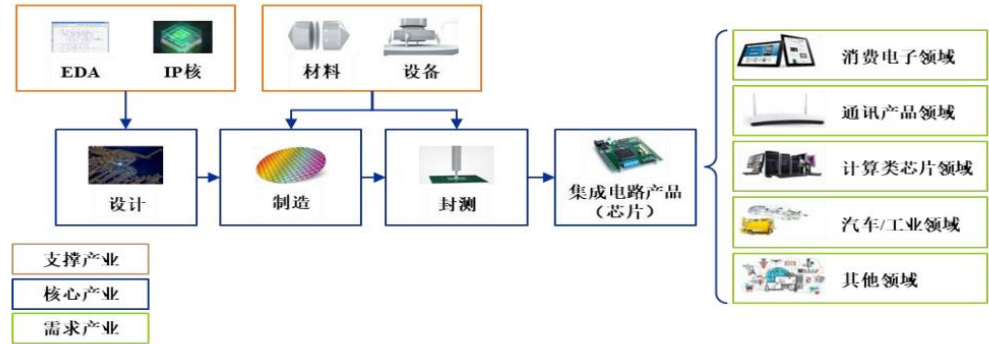 EDA
IP核
材料
设备
设计
制造
封测
集成电路产品
（芯片）
消费电子领域
通讯产品领域
计算类芯片领域
汽车/工业领域
其他领域
支撑产业
核心产业
需求产业